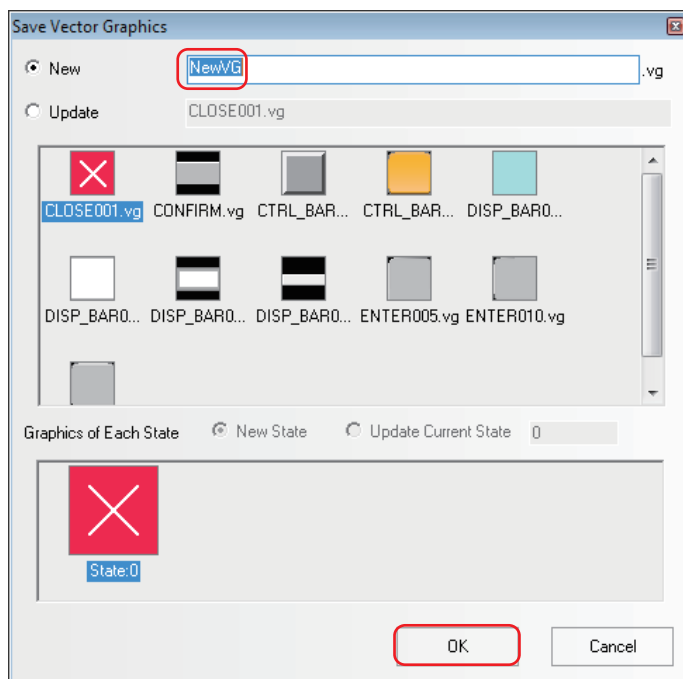 Save Vector Graphics
New NewVG .vg
Update CLOSE001.vg
CLOSE001.vg CONFIRM.vg CTRL_BAR... CTRL_BAR... DISP_BAR0...
DISP_BAR0... DISP_BAR0... DISP_BAR0... ENTER005.vg ENTER010.vg
Graphics of Each State New State Update Current State 0
State:0
OK Cancel